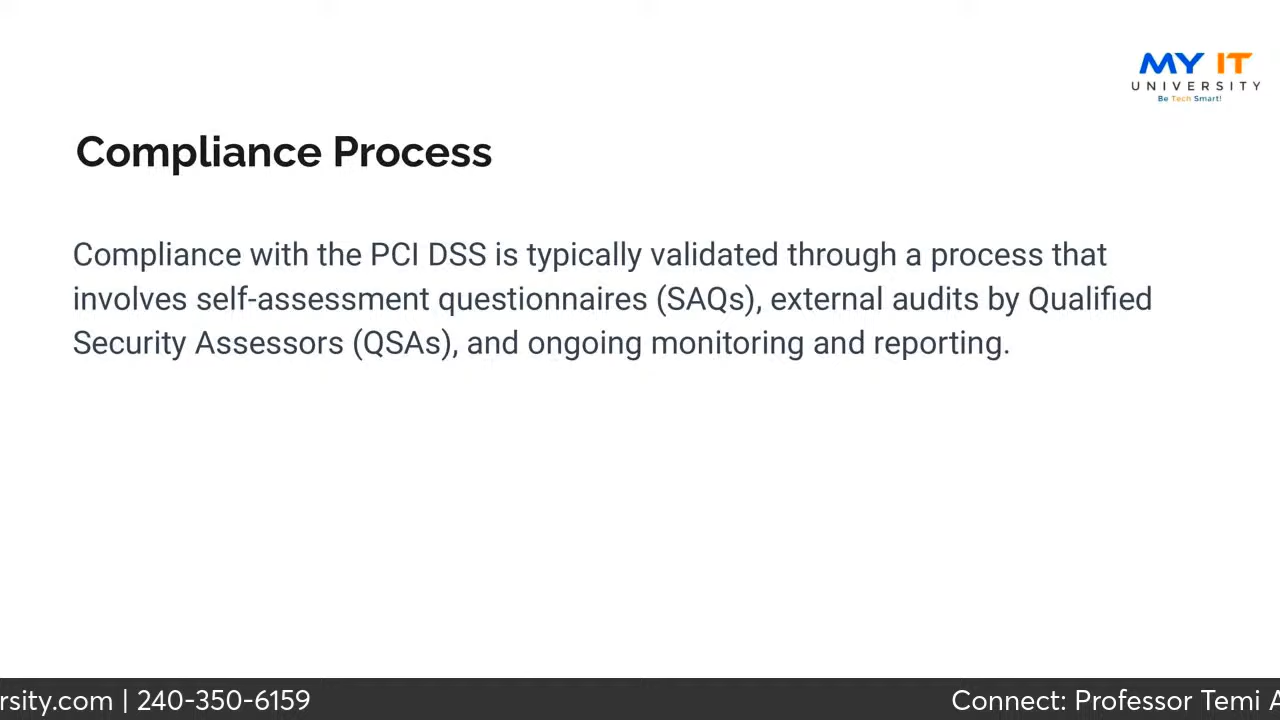 MY IT
UNIVERSITY
Be Tech Smart!
Compliance Process
Compliance with the PCI DSS is typically validated through a process that
involves self-assessment questionnaires (SAQs), external audits by Qualified
Security Assessors (QSAs), and ongoing monitoring and reporting.
rsity.com | 240-350-6159
Connect: Professor Temi A